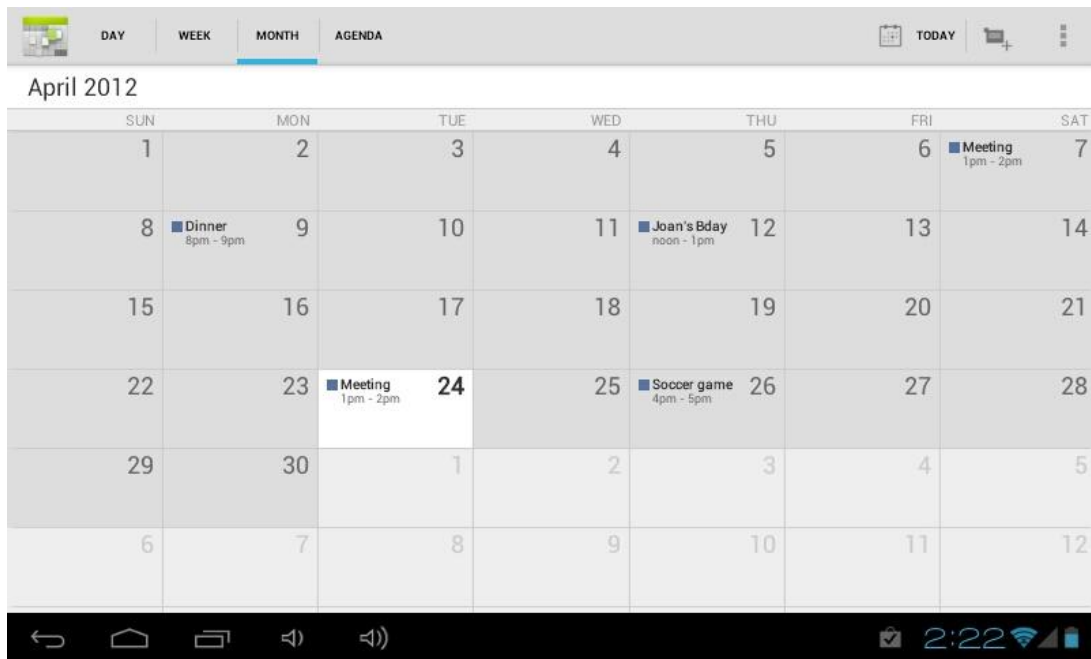 DAY WEEK MONTH AGENDA TODAY
April 2012
SUN MON TUE WED THU FRI SAT
1 2 3 4 5 6 Meeting 7
1pm - 2pm
8 Dinner 9 10 11 Joan's Bday 12 13 14
8pm - 9pm noon - 1pm
15 16 17 18 19 20 21
22 23 Meeting 24 25 Soccer game 26 27 28
1pm - 2pm 4pm - 5pm
29 30 1 2 3 4 5
6 7 8 9 10 11 12
2:22